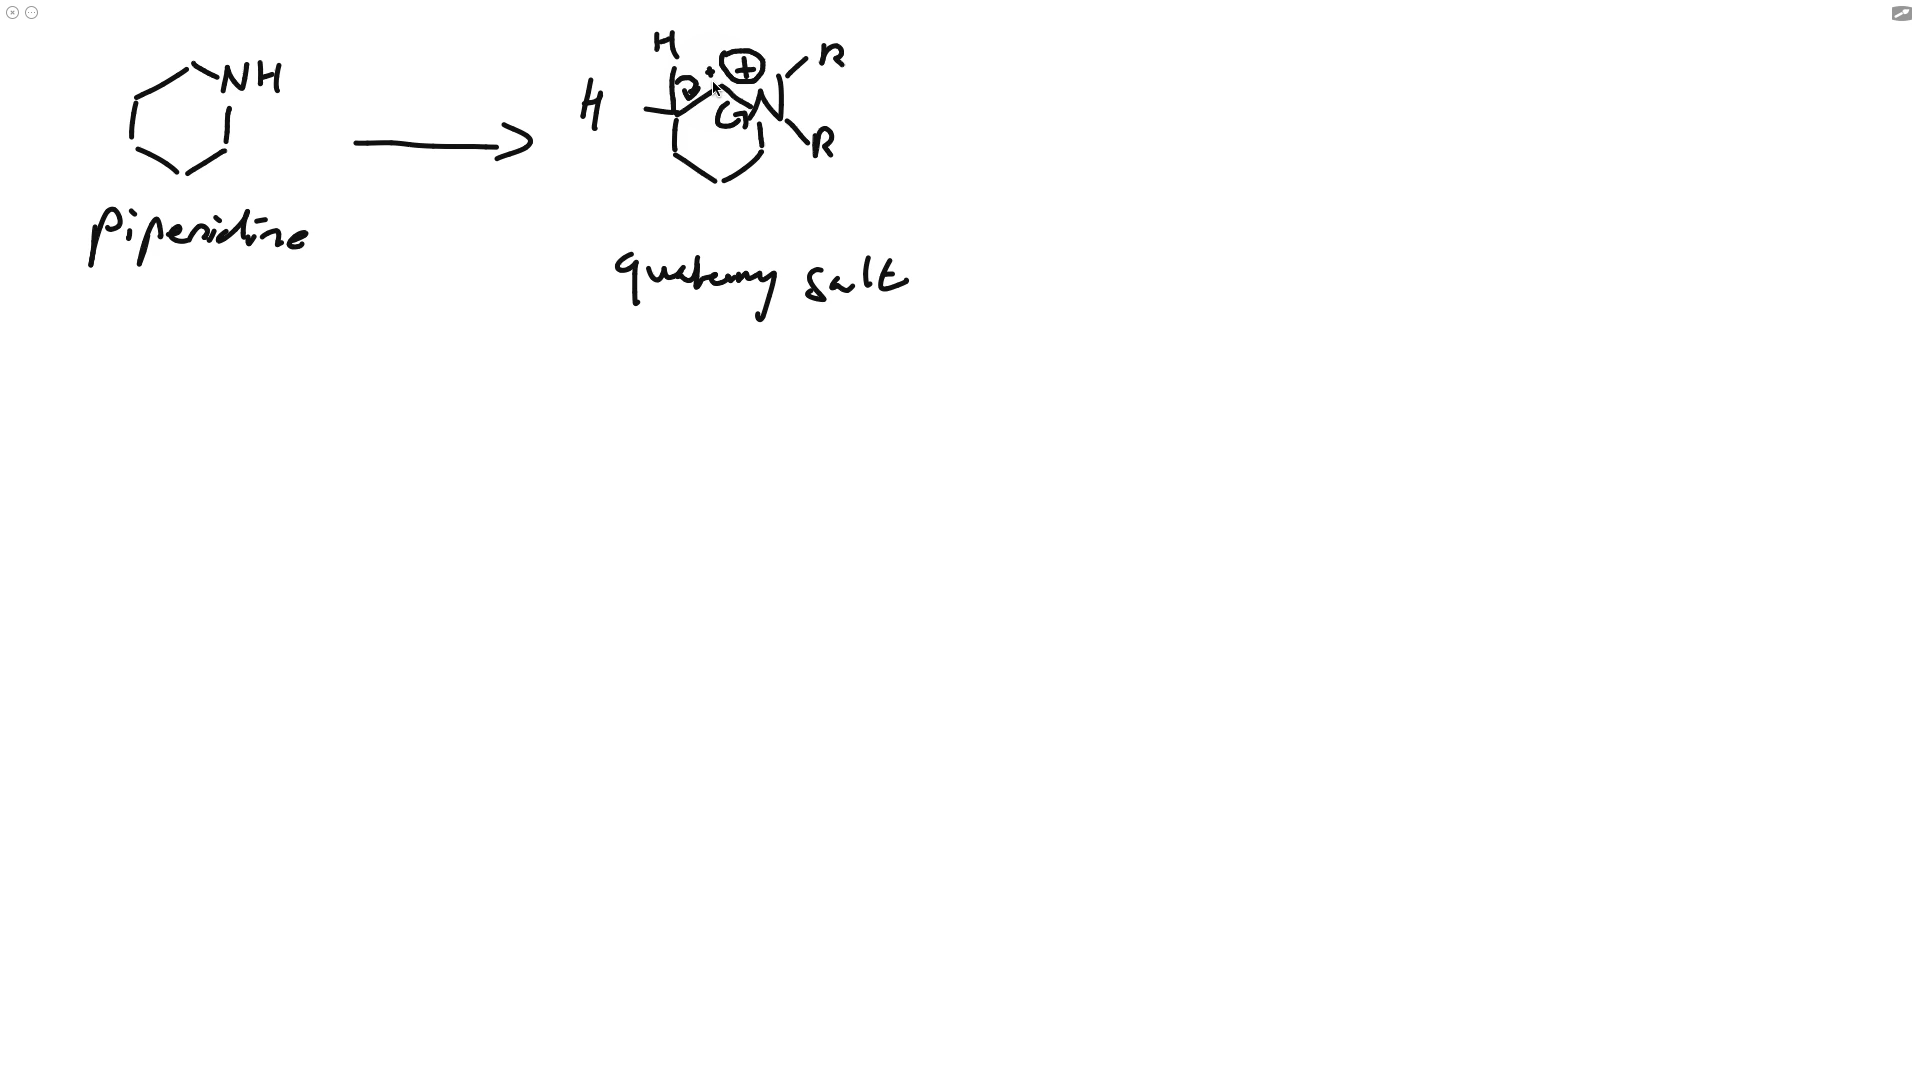 NH
H
+
R
H
N
R
Piperidine
quaternary salt